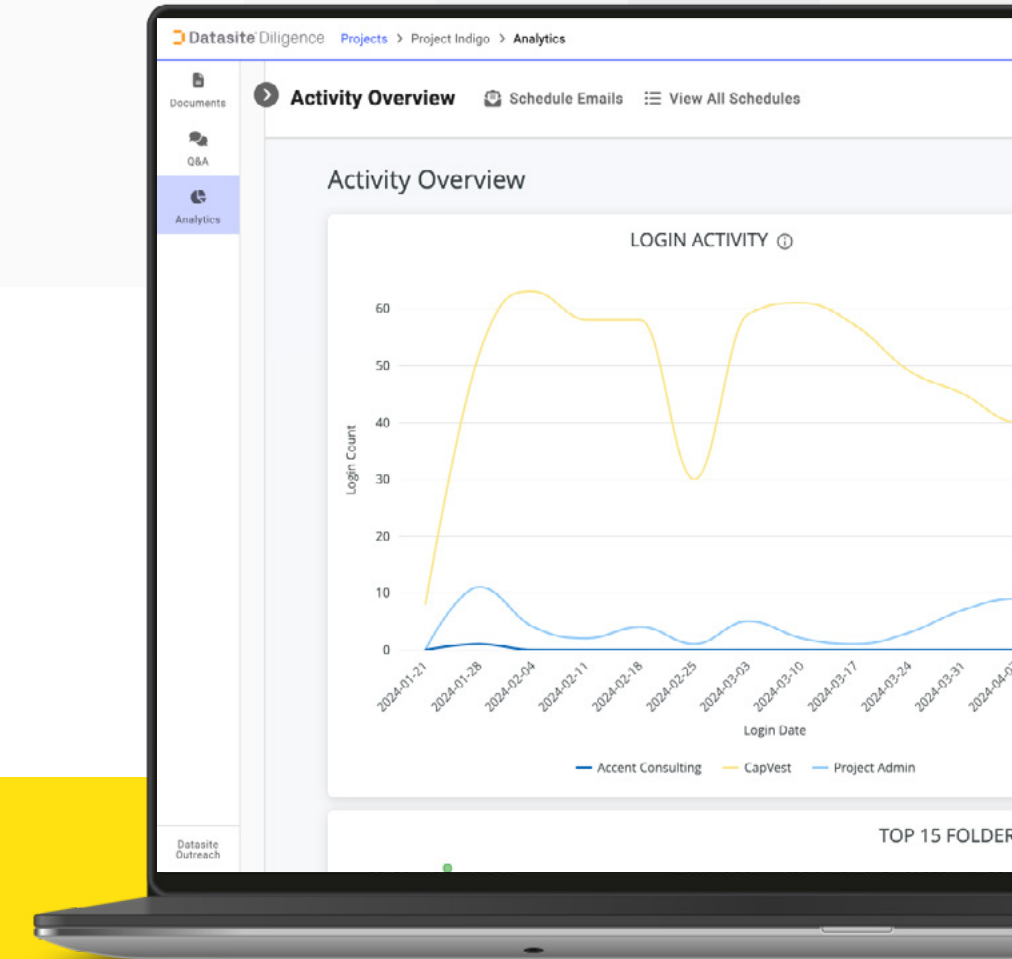 Datasite Diligence Projects > Project Indigo > Analytics
Documents
Q&A
Analytics
Datasite
Outreach
Activity Overview Schedule Emails View All Schedules
Activity Overview
LOGIN ACTIVITY
Login Count
60
50
40
30
20
10
0
2024-01-21 2024-01-28 2024-02-04 2024-02-11 2024-02-18 2024-02-25 2024-03-03 2024-03-10 2024-03-17 2024-03-24 2024-03-31 2024-04-07
Login Date
Accent Consulting CapVest Project Admin
TOP 15 FOLDER